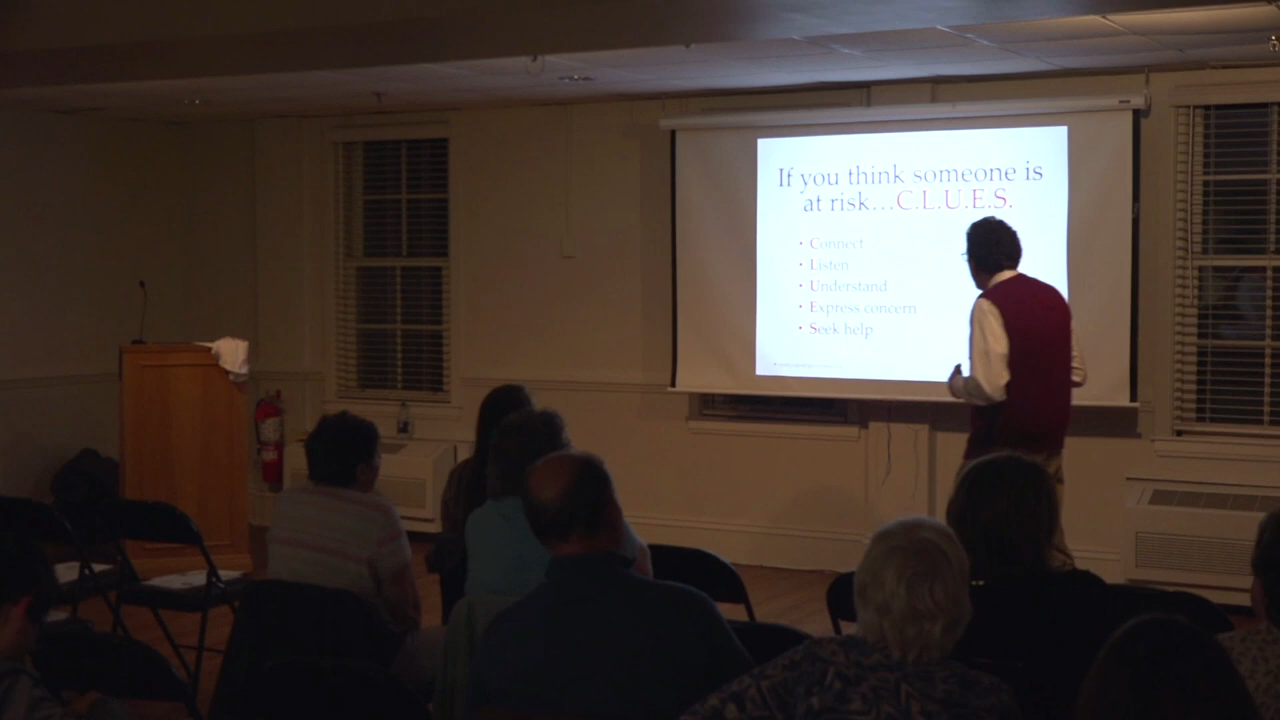 If you think someone is
at risk…C.L.U.E.S.
• Connect
• Listen
• Understand
• Express concern
• Seek help